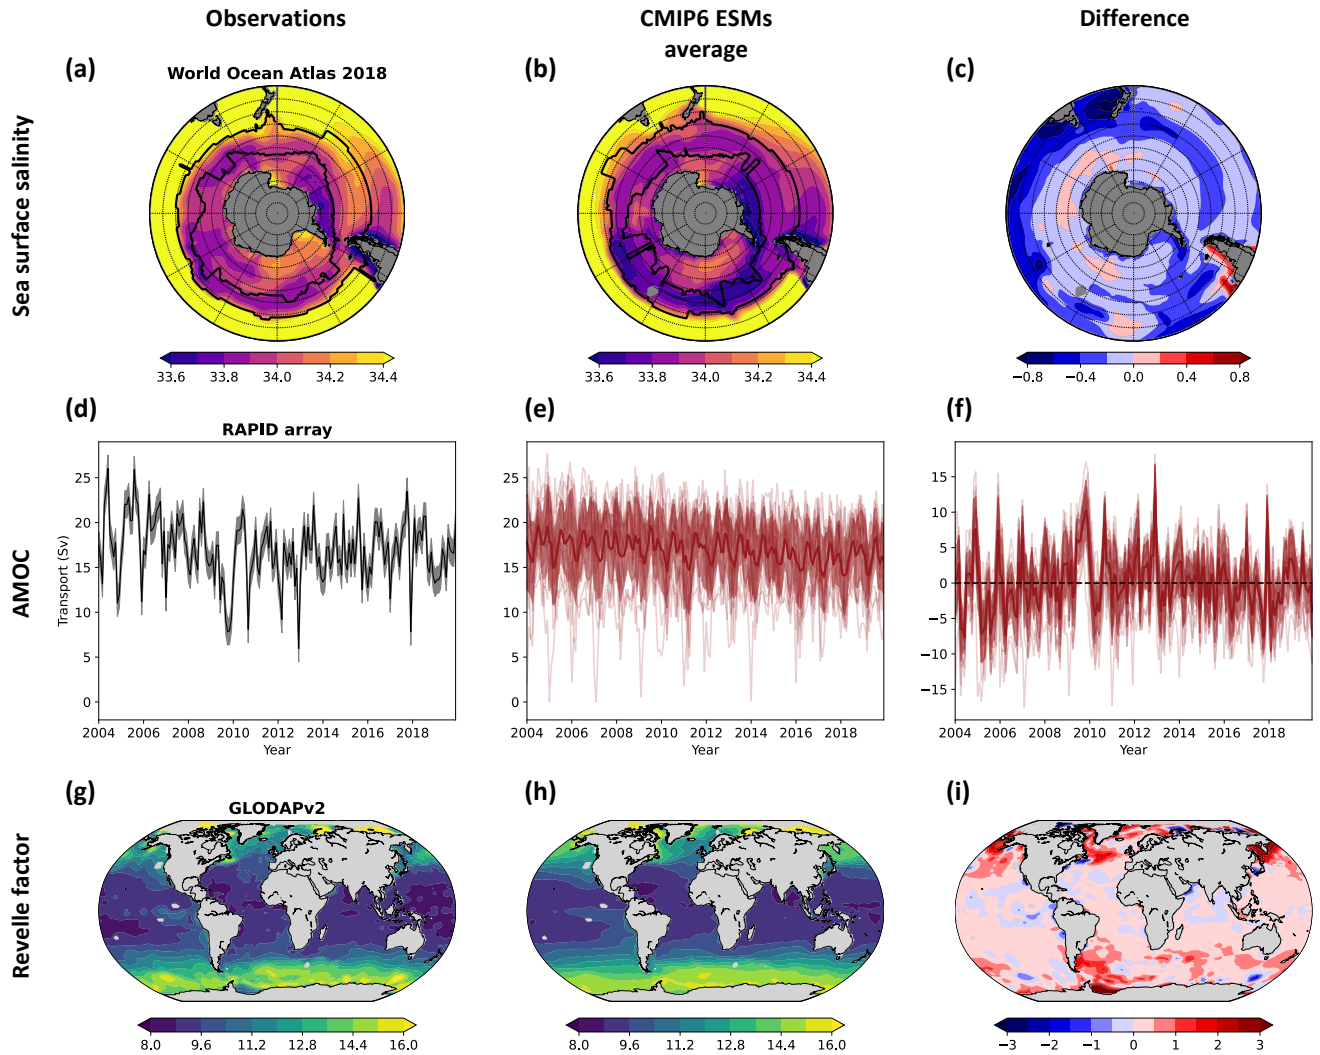 Observations
CMIP6 ESMs
average
Difference
Sea surface salinity
(a)
World Ocean Atlas 2018
(b)
(c)
33.6 33.8 34.0 34.2 34.4
33.6 33.8 34.0 34.2 34.4
−0.8 −0.4 0.0 0.4 0.8
AMOC
(d)
RAPID array
(e)
(f)
Transport (Sv)
25
20
15
10
5
0
2004 2006 2008 2010 2012 2014 2016 2018
Year
25
20
15
10
5
0
2004 2006 2008 2010 2012 2014 2016 2018
Year
15
10
5
0
−5
−10
−15
2004 2006 2008 2010 2012 2014 2016 2018
Year
Revelle factor
(g)
GLODAPv2
(h)
(i)
8.0 9.6 11.2 12.8 14.4 16.0
8.0 9.6 11.2 12.8 14.4 16.0
−3 −2 −1 0 1 2 3